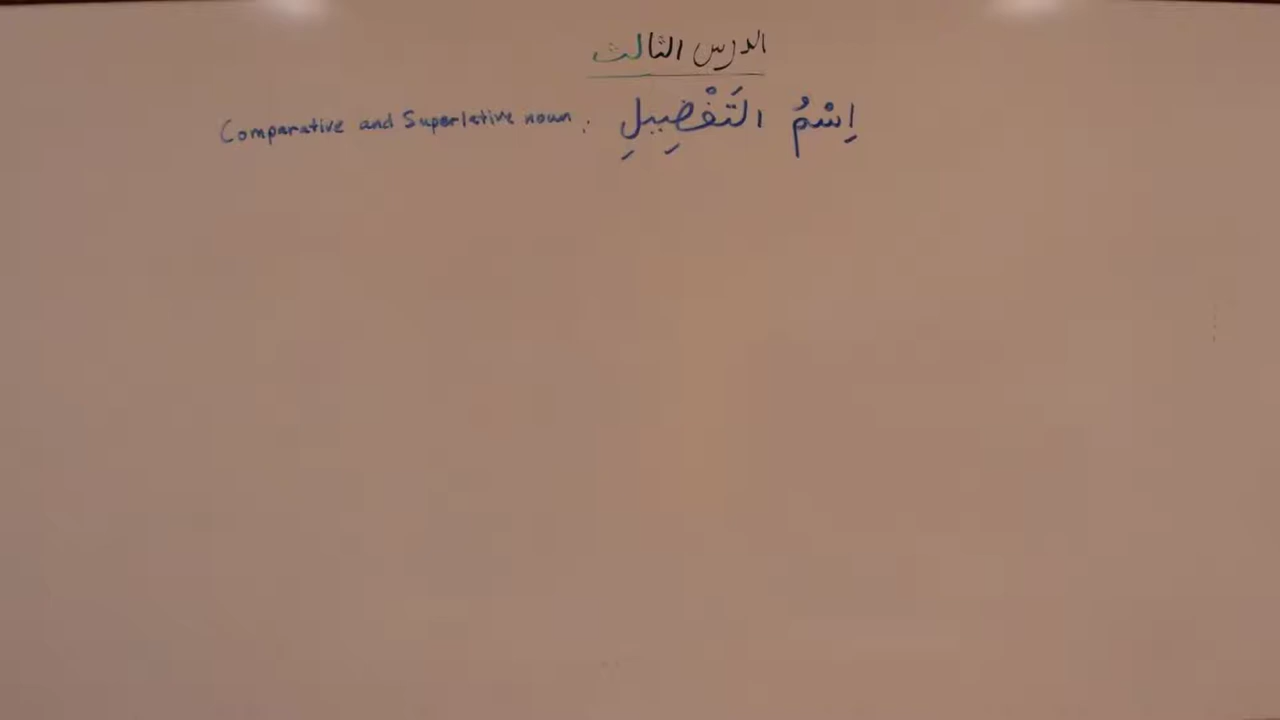 الدرس الثالث
اِسْمُ التَفْضِيلِ : Comparative and Superlative noun